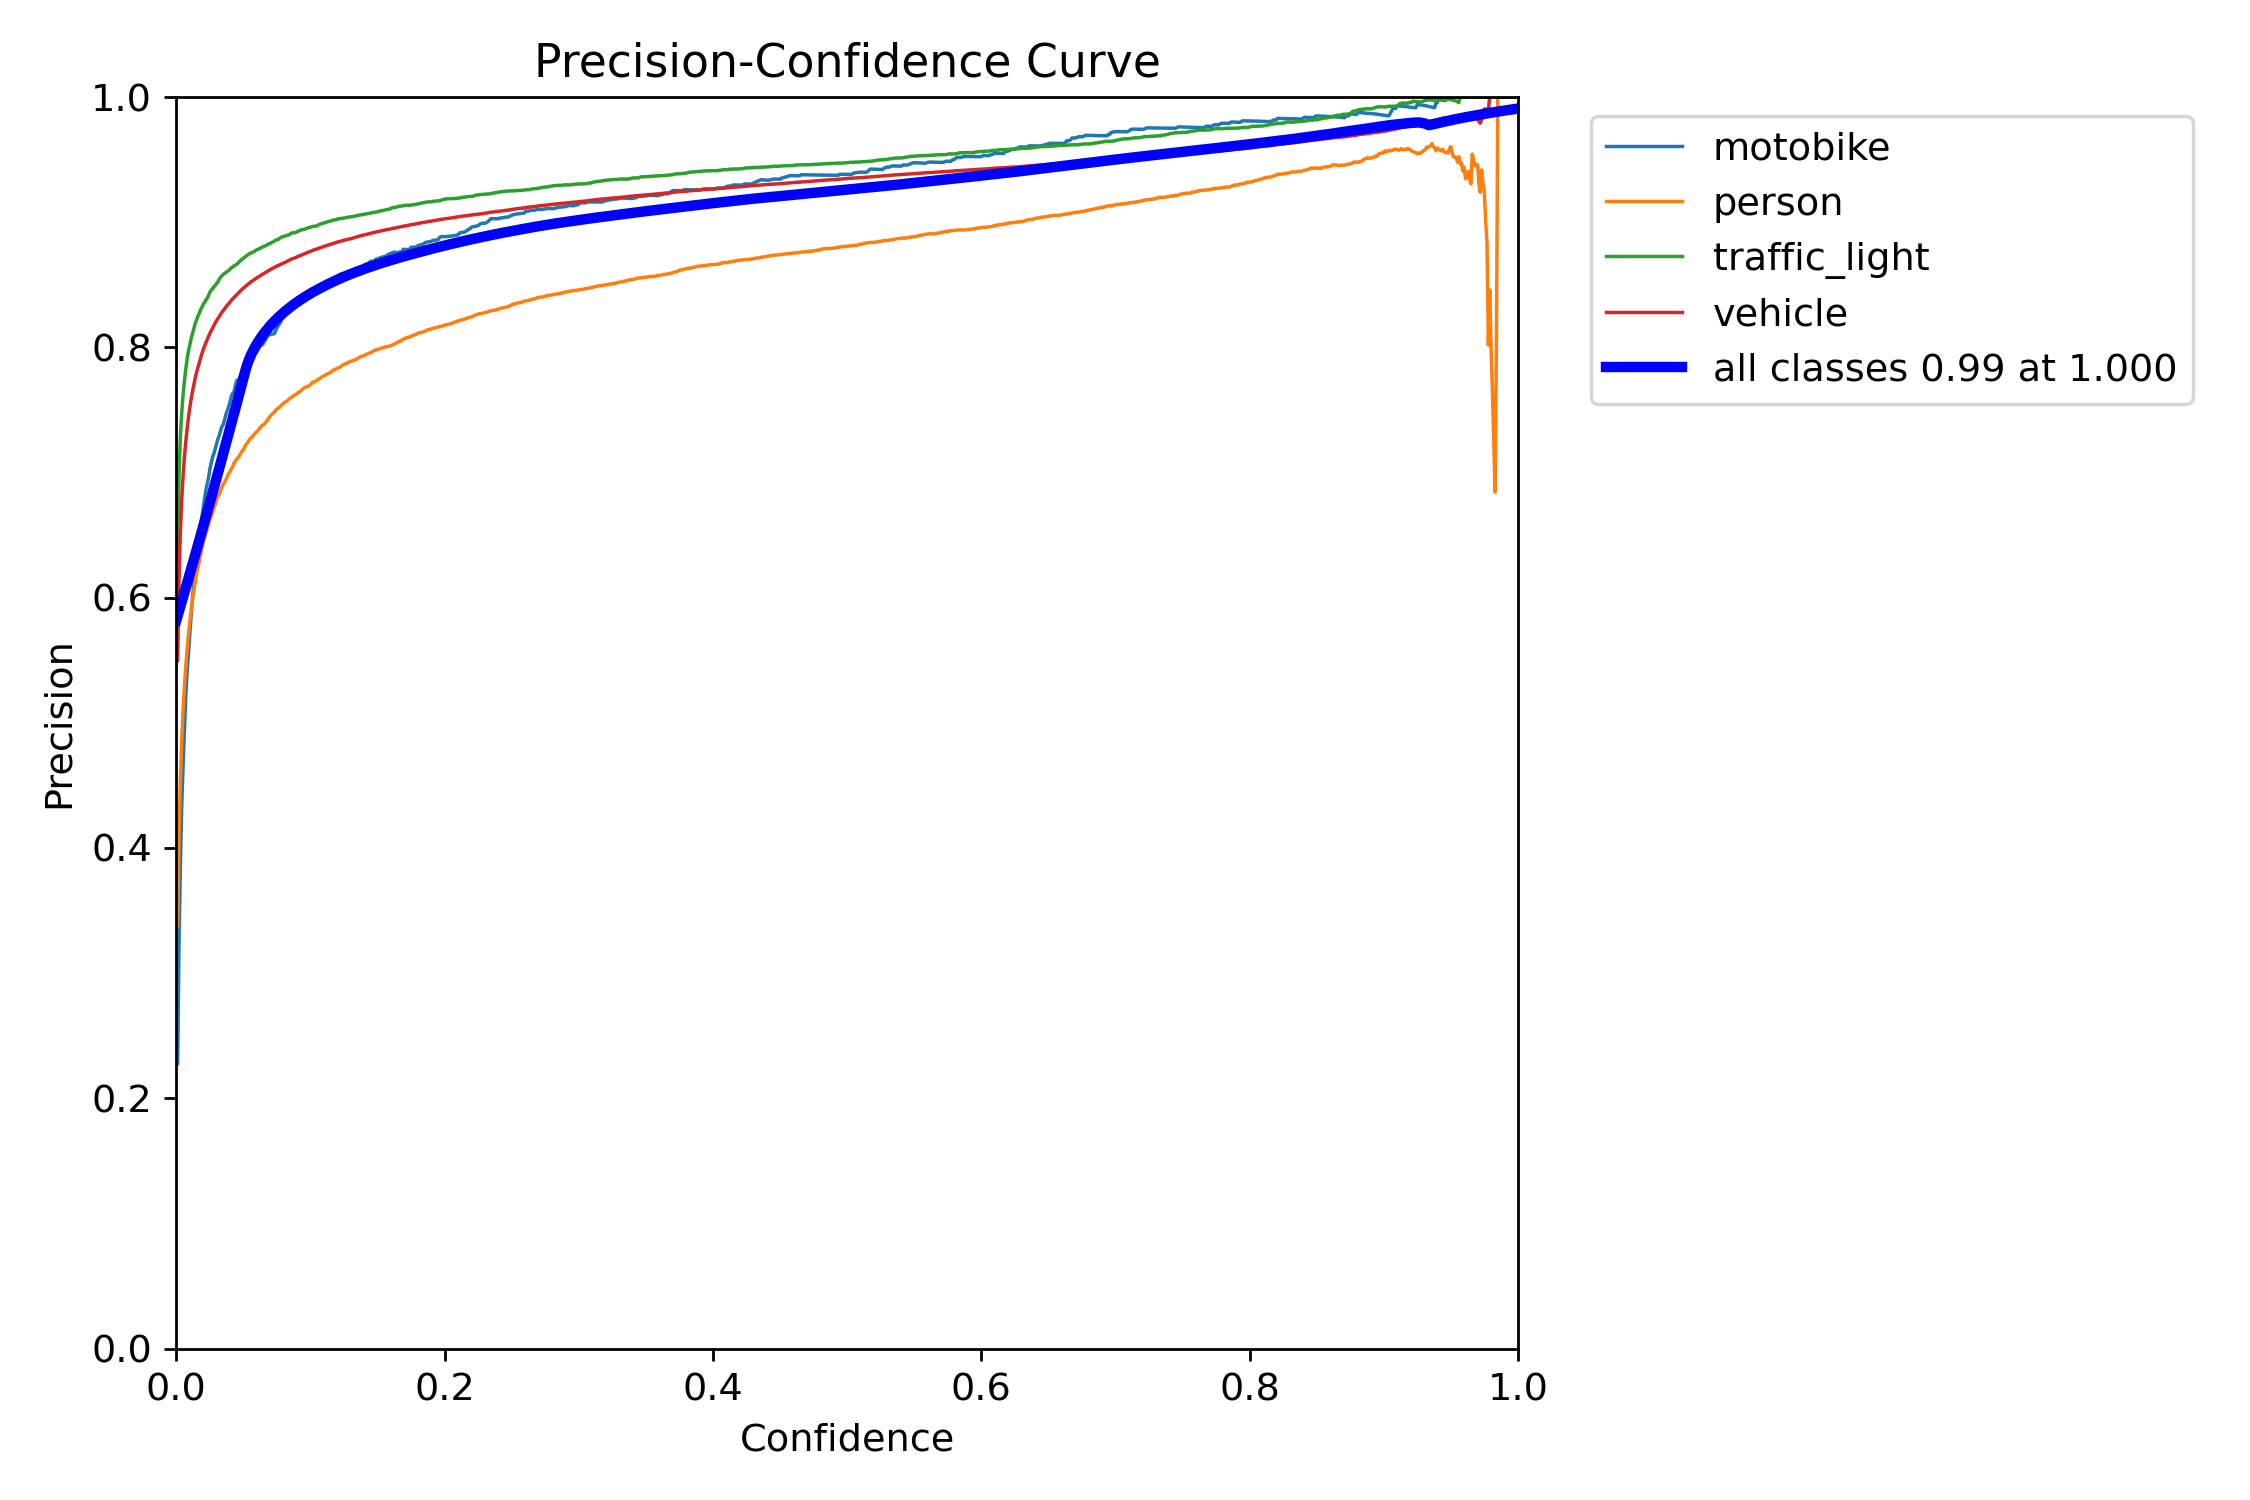 Precision-Confidence Curve
1.0
0.8
0.6
0.4
0.2
0.0
Precision
0.0 0.2 0.4 0.6 0.8 1.0
Confidence
motobike
person
traffic_light
vehicle
all classes 0.99 at 1.000